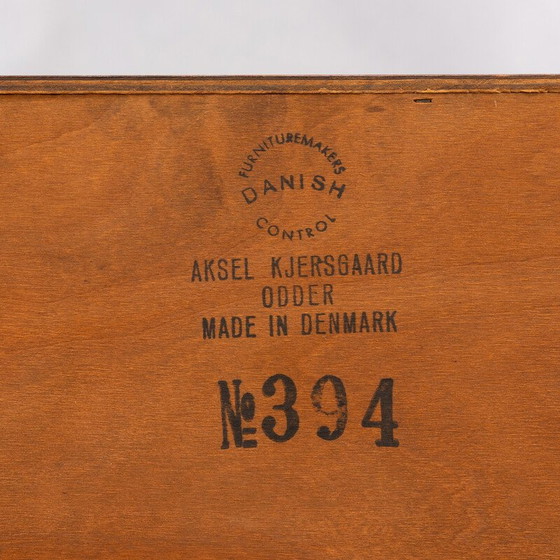 FURNITUREMAKERS
DANISH
CONTROL
AKSEL KJERSGAARD
ODDER
MADE IN DENMARK
№394